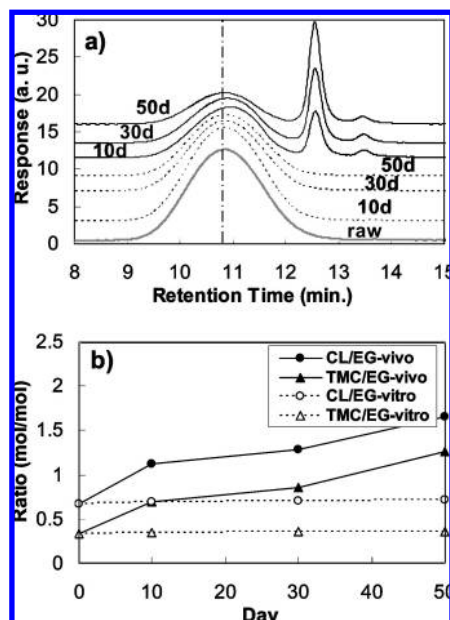 30
a)
25
20
15
10
5
0
Response (a. u.)
50d
30d
10d
50d
30d
10d
raw
8 9 10 11 12 13 14 15
Retention Time (min.)
2.5
b)
2
1.5
1
0.5
0
Ratio (mol/mol)
CL/EG-vivo
TMC/EG-vivo
CL/EG-vitro
TMC/EG-vitro
0 10 20 30 40 50
Day